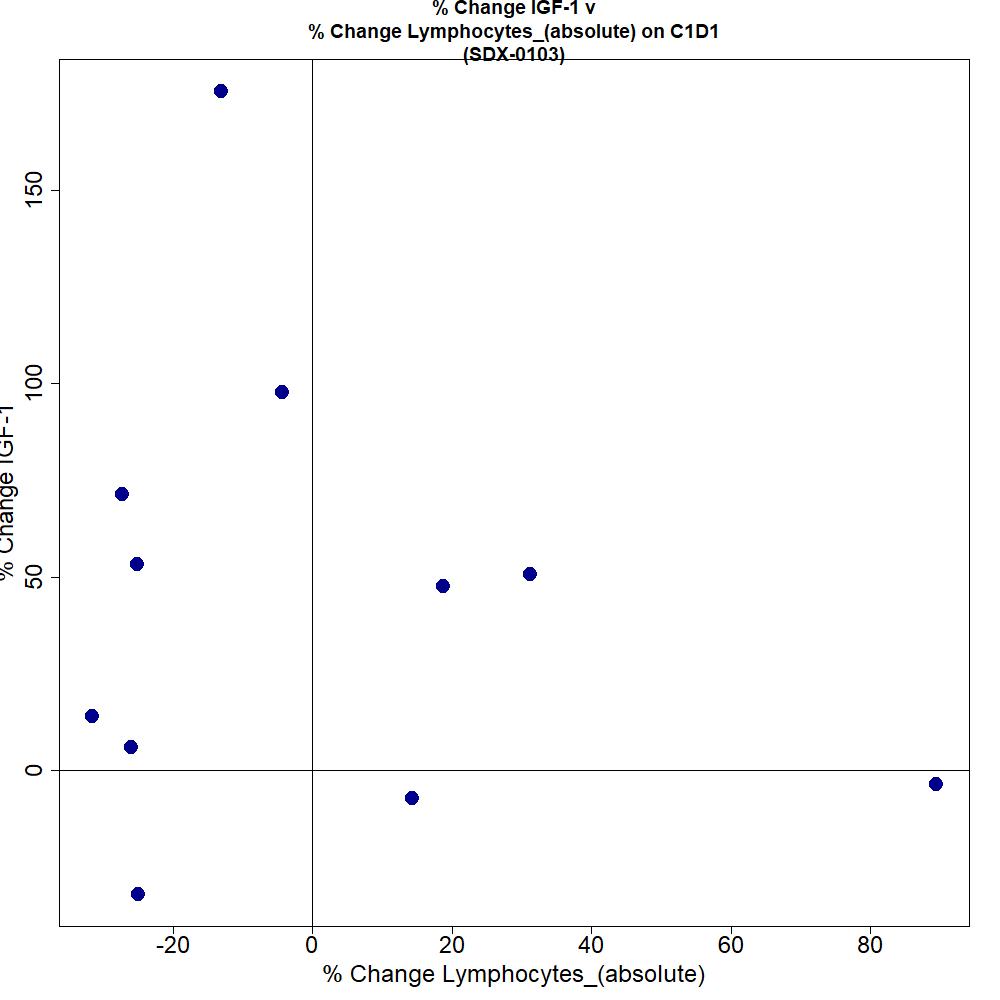 % Change IGF-1 v
% Change Lymphocytes_(absolute) on C1D1
(SDX-0103)
% Change IGF-1
150
100
50
0
-20 0 20 40 60 80
% Change Lymphocytes_(absolute)